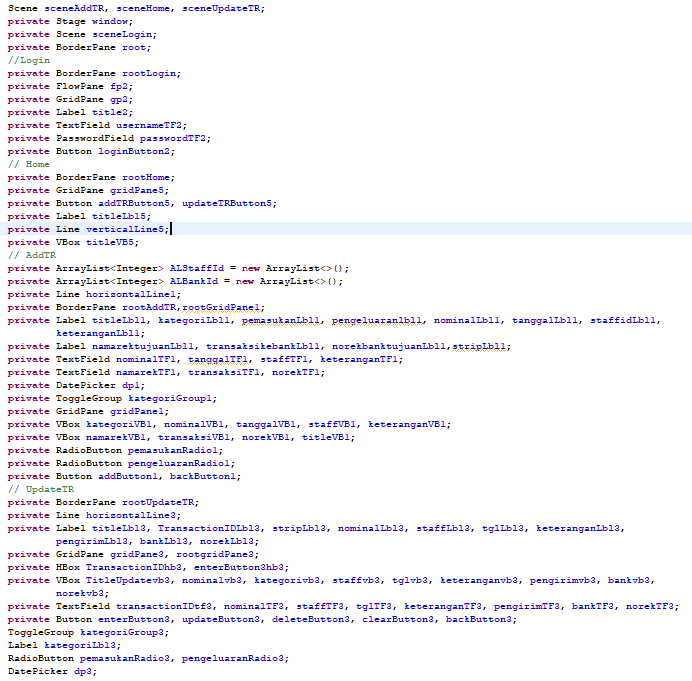 Scene sceneAddTR, sceneHome, sceneUpdateTR;
private Stage window;
private Scene sceneLogin;
private BorderPane root;
//Login
private BorderPane rootLogin;
private FlowPane fp2;
private GridPane gp2;
private Label title2;
private TextField usernameTF2;
private PasswordField passwordTF2;
private Button loginButton2;
// Home
private BorderPane rootHome;
private GridPane gridPane5;
private Button addTRButton5, updateTRButton5;
private Label titleLbl5;
private Line verticalLine5;
private VBox titleVB5;
// AddTR
private ArrayList<Integer> ALStaffId = new ArrayList<>();
private ArrayList<Integer> ALBankId = new ArrayList<>();
private Line horizontalLine1;
private BorderPane rootAddTR,rootGridPane1;
private Label titleLbl1, kategoriLbl1, pemasukanLbl1, pengeluaranlbl1, nominalLbl1, tanggalLbl1, staffidLbl1,
keteranganLbl1;
private Label namarektujuanLbl1, transaksikebankLbl1, norekbanktujuanLbl1,stripLbl1;
private TextField nominalTF1, tanggalTF1, staffTF1, keteranganTF1;
private TextField namarekTF1, transaksiTF1, norekTF1;
private DatePicker dp1;
private ToggleGroup kategoriGroup1;
private GridPane gridPane1;
private VBox kategoriVB1, nominalVB1, tanggalVB1, staffVB1, keteranganVB1;
private VBox namarekVB1, transaksiVB1, norekVB1, titleVB1;
private RadioButton pemasukanRadio1;
private RadioButton pengeluaranRadio1;
private Button addButton1, backButton1;
// UpdateTR
private BorderPane rootUpdateTR;
private Line horizontalLine3;
private Label titleLbl3, TransactionIDLbl3, stripLbl3, nominalLbl3, staffLbl3, tglLbl3, keteranganLbl3,
pengirimLbl3, bankLbl3, norekLbl3;
private GridPane gridPane3, rootgridPane3;
private HBox TransactionIDhb3, enterButton3hb3;
private VBox TitleUpdatevb3, nominalvb3, kategorivb3, staffvb3, tglvb3, keteranganvb3, pengirimvb3, bankvb3,
norekvb3;
private TextField transactionIDtf3, nominalTF3, staffTF3, tglTF3, keteranganTF3, pengirimTF3, bankTF3, norekTF3;
private Button enterButton3, updateButton3, deleteButton3, clearButton3, backButton3;
ToggleGroup kategoriGroup3;
Label kategoriLbl3;
RadioButton pemasukanRadio3, pengeluaranRadio3;
DatePicker dp3;